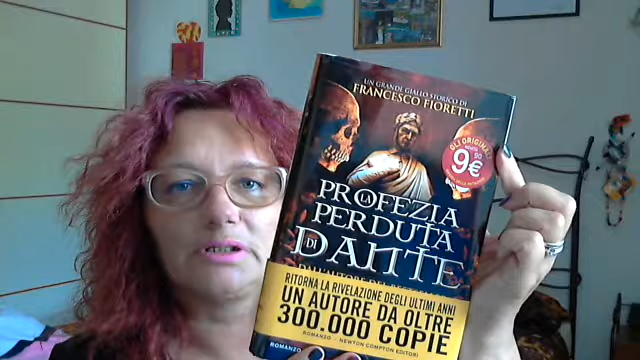 UN GRANDE GIALLO STORICO DI
FRANCESCO FIORETTI
GLI ORIGINALI
9€
LA
PROFEZIA
PERDUTA
DI
DANTE
RITORNA LA RIVELAZIONE DEGLI ULTIMI ANNI
UN AUTORE DA OLTRE
300.000 COPIE
ROMANZO - NEWTON COMPTON EDITORI
ROMANZO